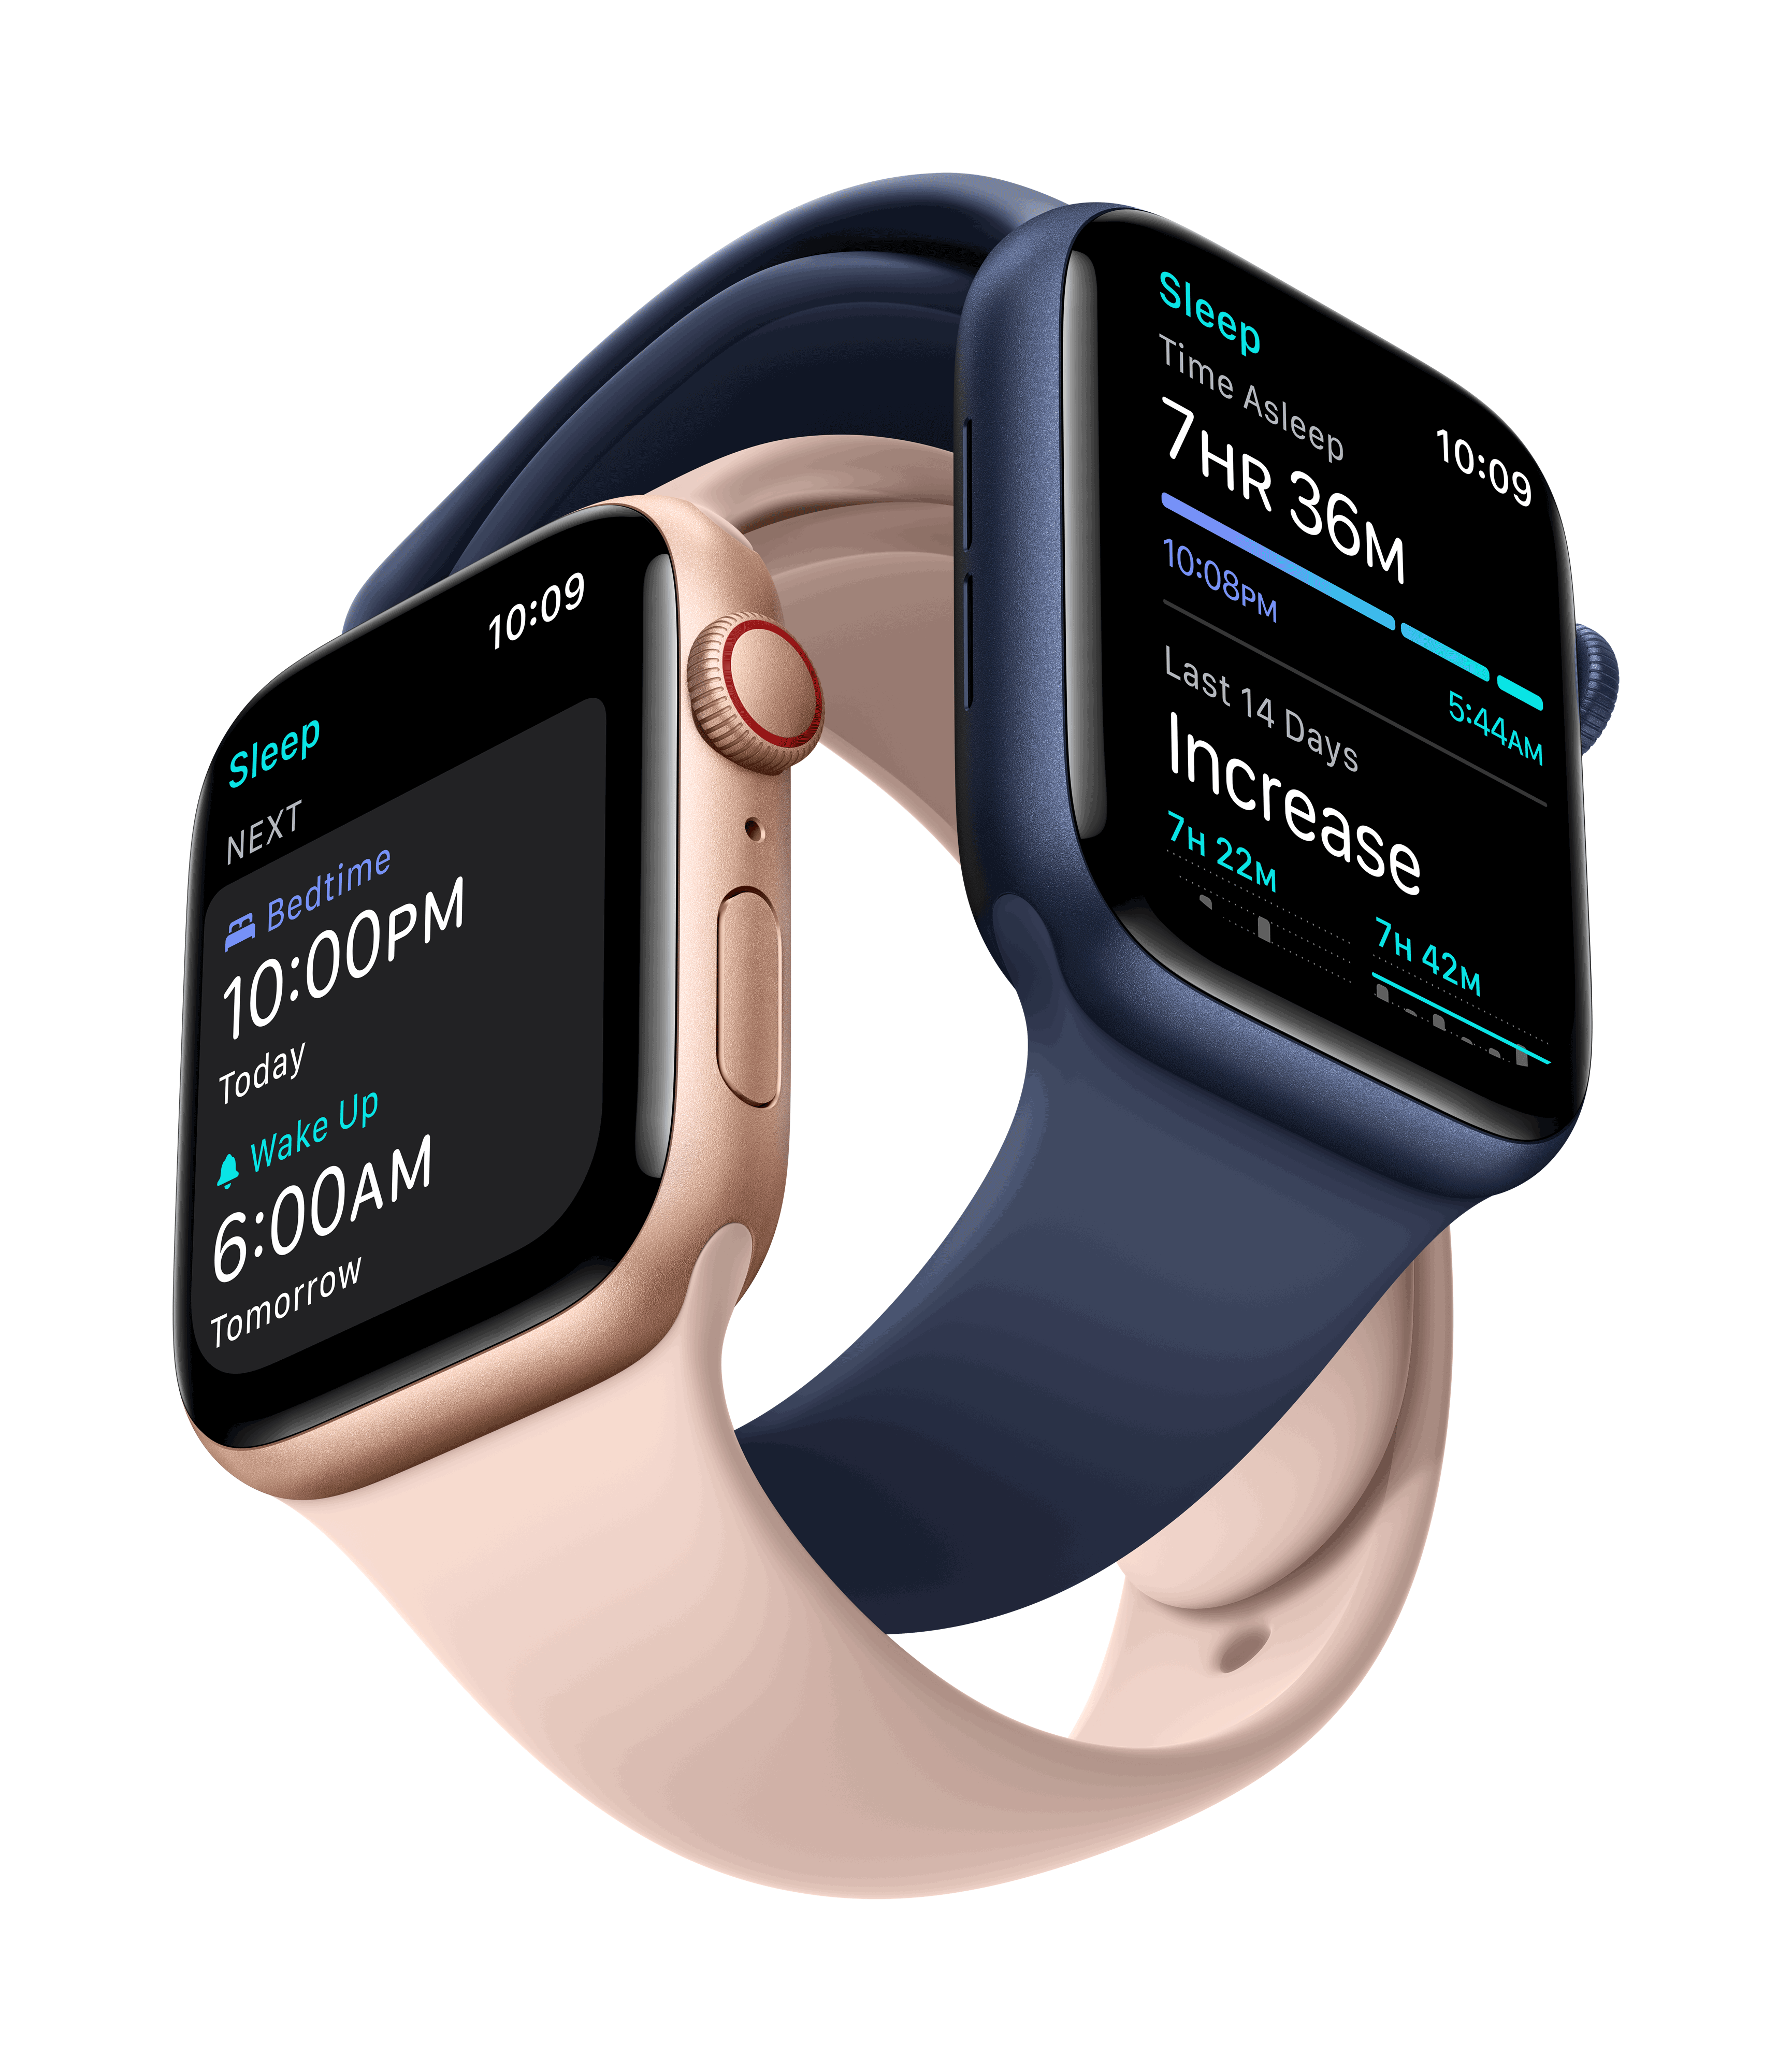 10:09
Sleep
NEXT
Bedtime
10:00PM
Today
Wake Up
6:00AM
Tomorrow
Sleep
10:09
Time Asleep
7HR 36M
10:08PM
5:44AM
Last 14 Days
Increase
7H 22M
7H 42M